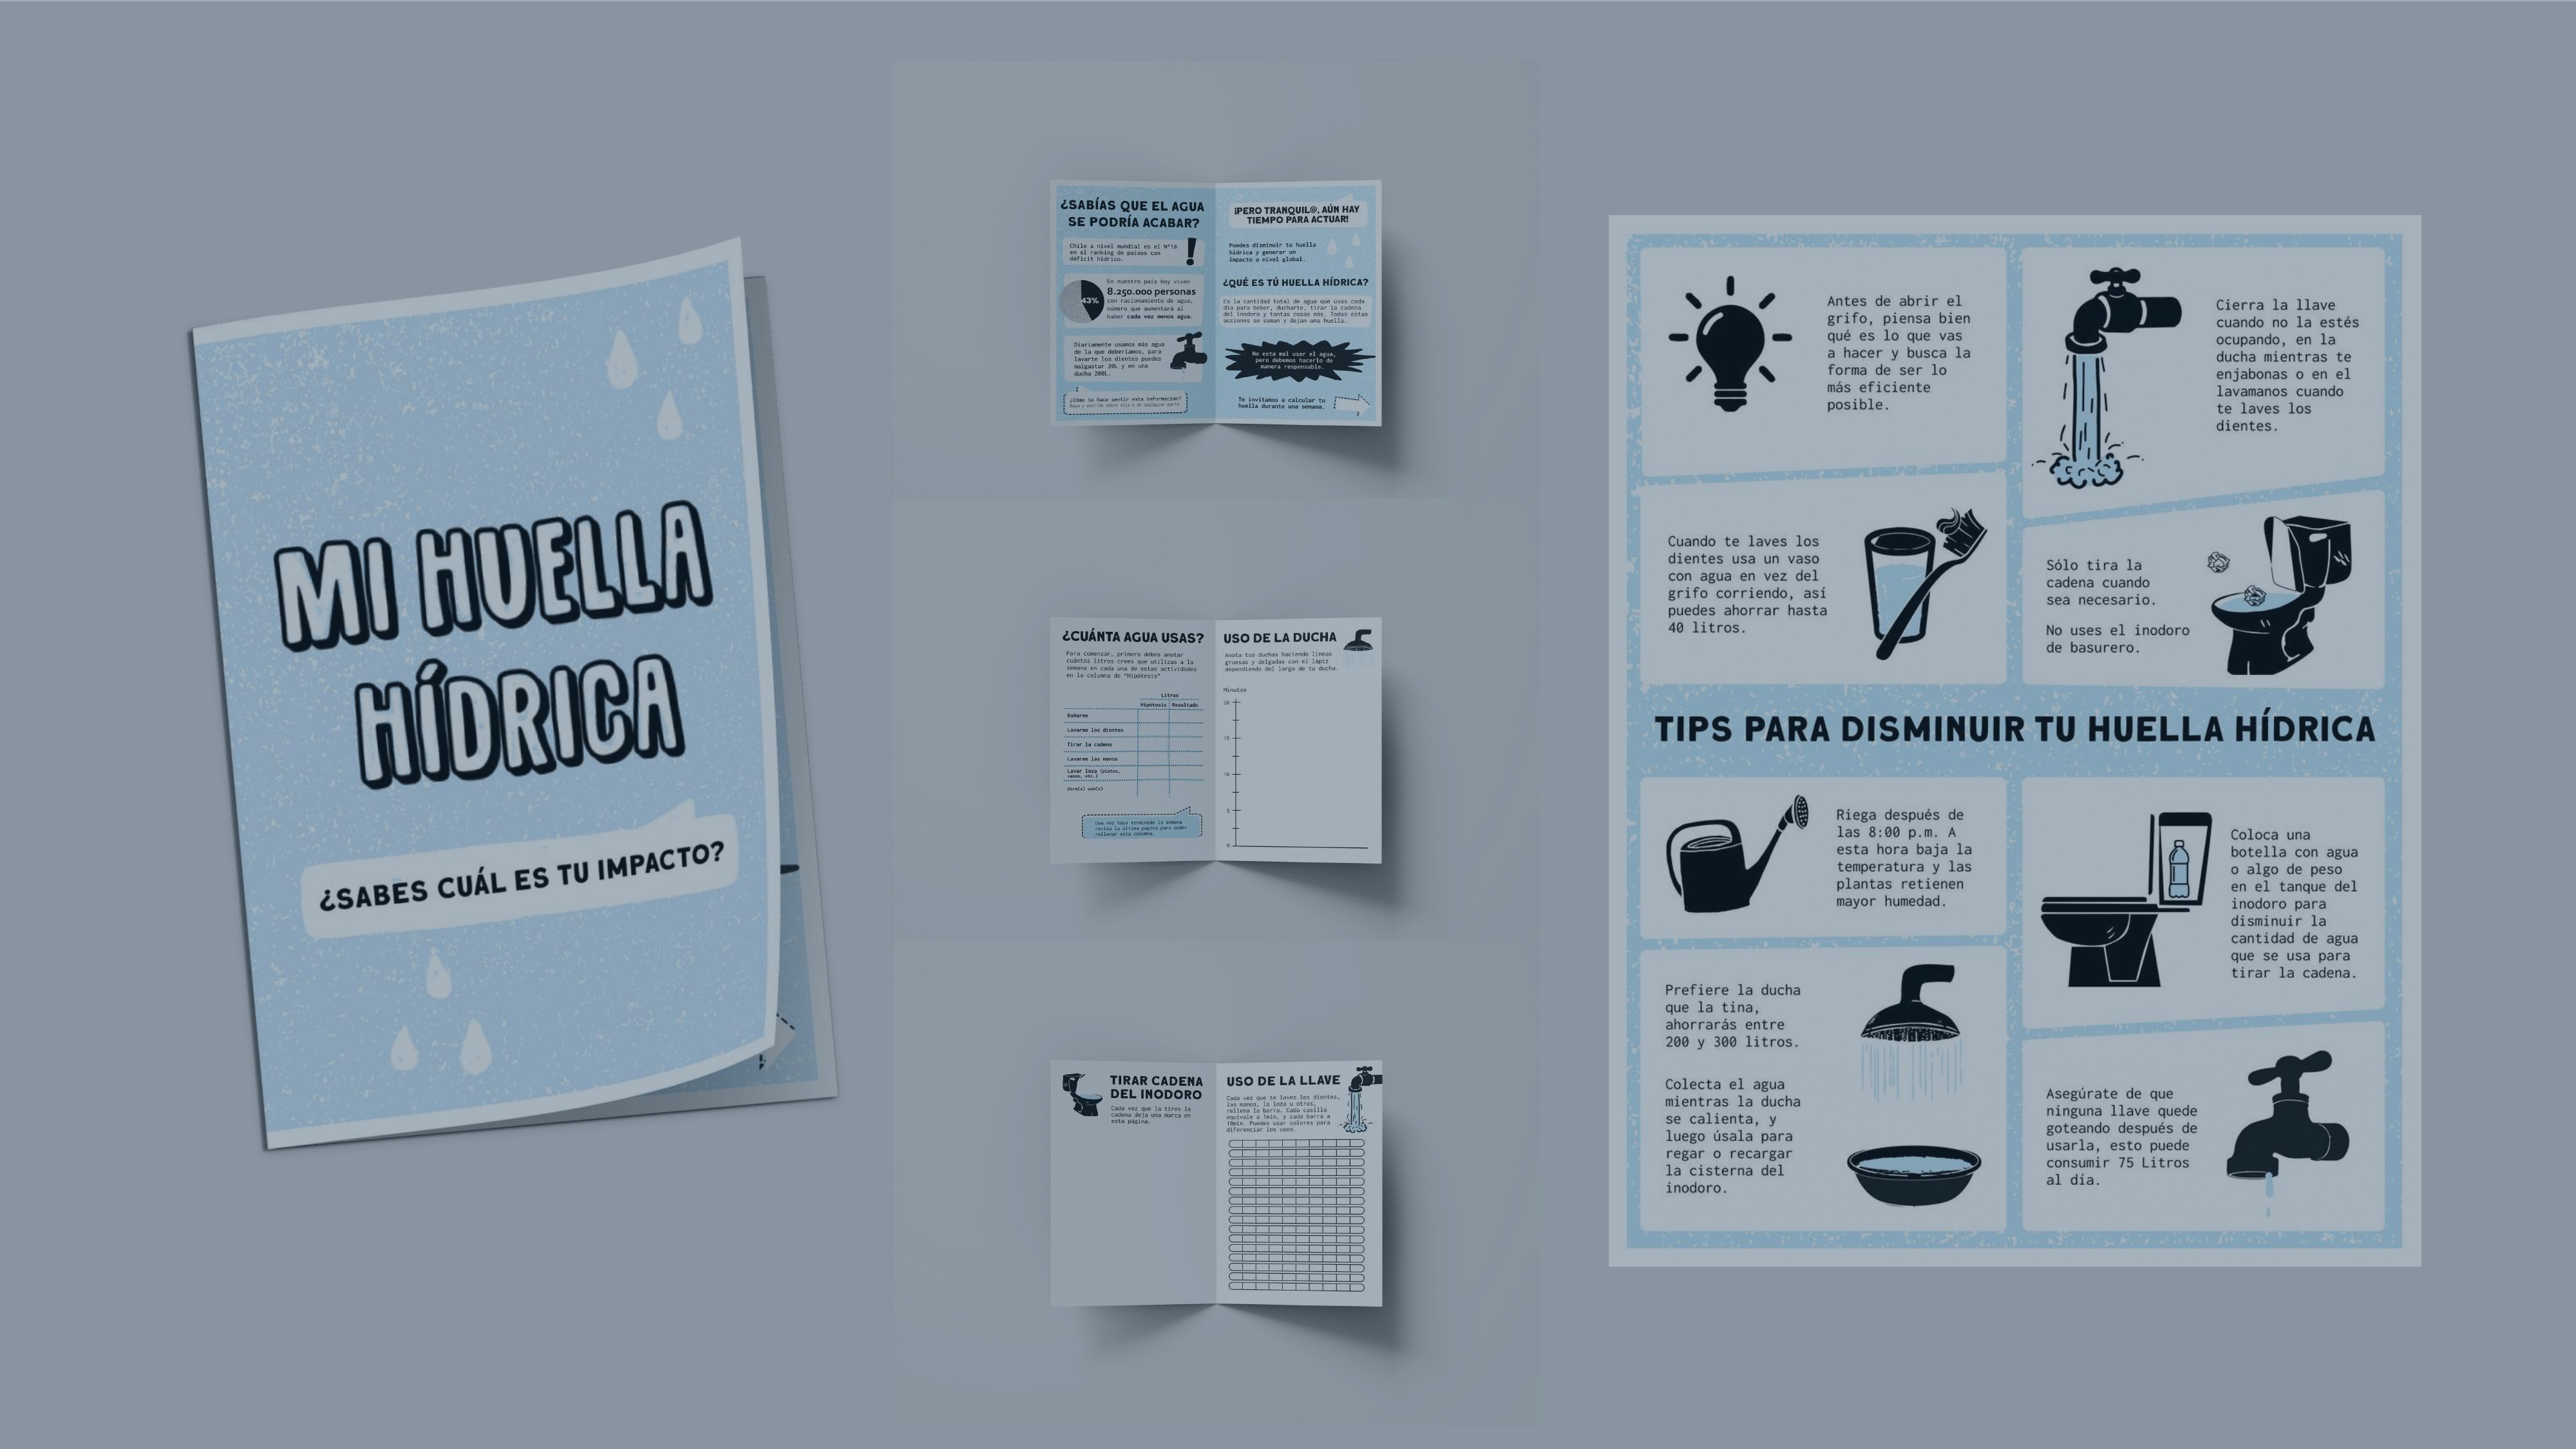 MI HUELLA
HÍDRICA
¿SABES CUÁL ES TU IMPACTO?
¿SABÍAS QUE EL AGUA
SE PODRÍA ACABAR?
Chile a nivel mundial es el N°18
en el ranking de países con
déficit hídrico.
43%
En nuestro país hay viven
8.250.000 personas
con racionamiento de agua,
número que aumentará al
haber cada vez menos agua.
Diariamente usamos más agua
de la que deberíamos, para
lavarte los dientes puedes
malgastar 20L y en una
ducha 200L.
¿Cómo te hace sentir esta información?
¡PERO TRANQUIL@, AÚN HAY
TIEMPO PARA ACTUAR!
Puedes disminuir tu huella
hídrica y generar un
impacto a nivel global.
¿QUÉ ES TÚ HUELLA HÍDRICA?
Es la cantidad total de agua que usas cada
día para beber, ducharte, tirar la cadena
del inodoro y tantas cosas más. Todas estas
acciones se suman y dejan una huella.
No esta mal usar el agua,
pero debemos hacerlo de
manera responsable.
Te invitamos a calcular tu
huella durante una semana.
¿CUÁNTA AGUA USAS?
Para comenzar, primero debes anotar
cuántos litros crees que utilizas a la
semana en cada una de estas actividades
en la columna de "Hipótesis"
Litros
Hipótesis Resultado
Bañarme
Lavarme los dientes
Tirar la cadena
Lavarme las manos
Lavar loza (platos,
vasos, etc.)
Otro(s) uso(s)
Una vez hayas terminado la semana
revisa la última página para poder
rellenar esta columna.
USO DE LA DUCHA
Anota tus duchas haciendo líneas
gruesas y delgadas con el lápiz
dependiendo del largo de tu ducha.
Minutos
20
15
10
5
0
TIRAR CADENA
DEL INODORO
Cada vez que la tires la
cadena deja una marca en
esta página.
USO DE LA LLAVE
Cada vez que te laves los dientes,
las manos, la loza u otros,
rellena la barra. Cada casilla
equivale a 1min, y cada barra a
10min. Puedes usar colores para
diferenciar los usos.
Antes de abrir el
grifo, piensa bien
qué es lo que vas
a hacer y busca la
forma de ser lo
más eficiente
posible.
Cierra la llave
cuando no la estés
ocupando, en la
ducha mientras te
enjabonas o en el
lavamanos cuando
te laves los
dientes.
Cuando te laves los
dientes usa un vaso
con agua en vez del
grifo corriendo, así
puedes ahorrar hasta
40 litros.
Sólo tira la
cadena cuando
sea necesario.
No uses el inodoro
de basurero.
TIPS PARA DISMINUIR TU HUELLA HÍDRICA
Riega después de
las 8:00 p.m. A
esta hora baja la
temperatura y las
plantas retienen
mayor humedad.
Coloca una
botella con agua
o algo de peso
en el tanque del
inodoro para
disminuir la
cantidad de agua
que se usa para
tirar la cadena.
Prefiere la ducha
que la tina,
ahorrarás entre
200 y 300 litros.
Colecta el agua
mientras la ducha
se calienta, y
luego úsala para
regar o recargar
la cisterna del
inodoro.
Asegúrate de que
ninguna llave quede
goteando después de
usarla, esto puede
consumir 75 Litros
al día.